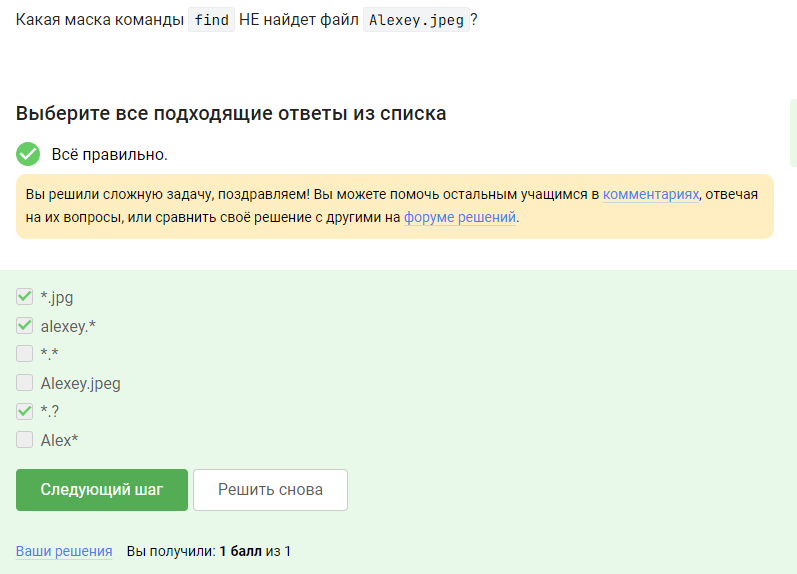 Какая маска команды find НЕ найдет файл Alexey.jpeg?
Выберите все подходящие ответы из списка
Всё правильно.
Вы решили сложную задачу, поздравляем! Вы можете помочь остальным учащимся в комментариях, отвечая
на их вопросы, или сравнить своё решение с другими на форуме решений.
*.jpg
alexey.*
*.*
Alexey.jpeg
*.?
Alex*
Следующий шаг
Решить снова
Ваши решения Вы получили: 1 балл из 1